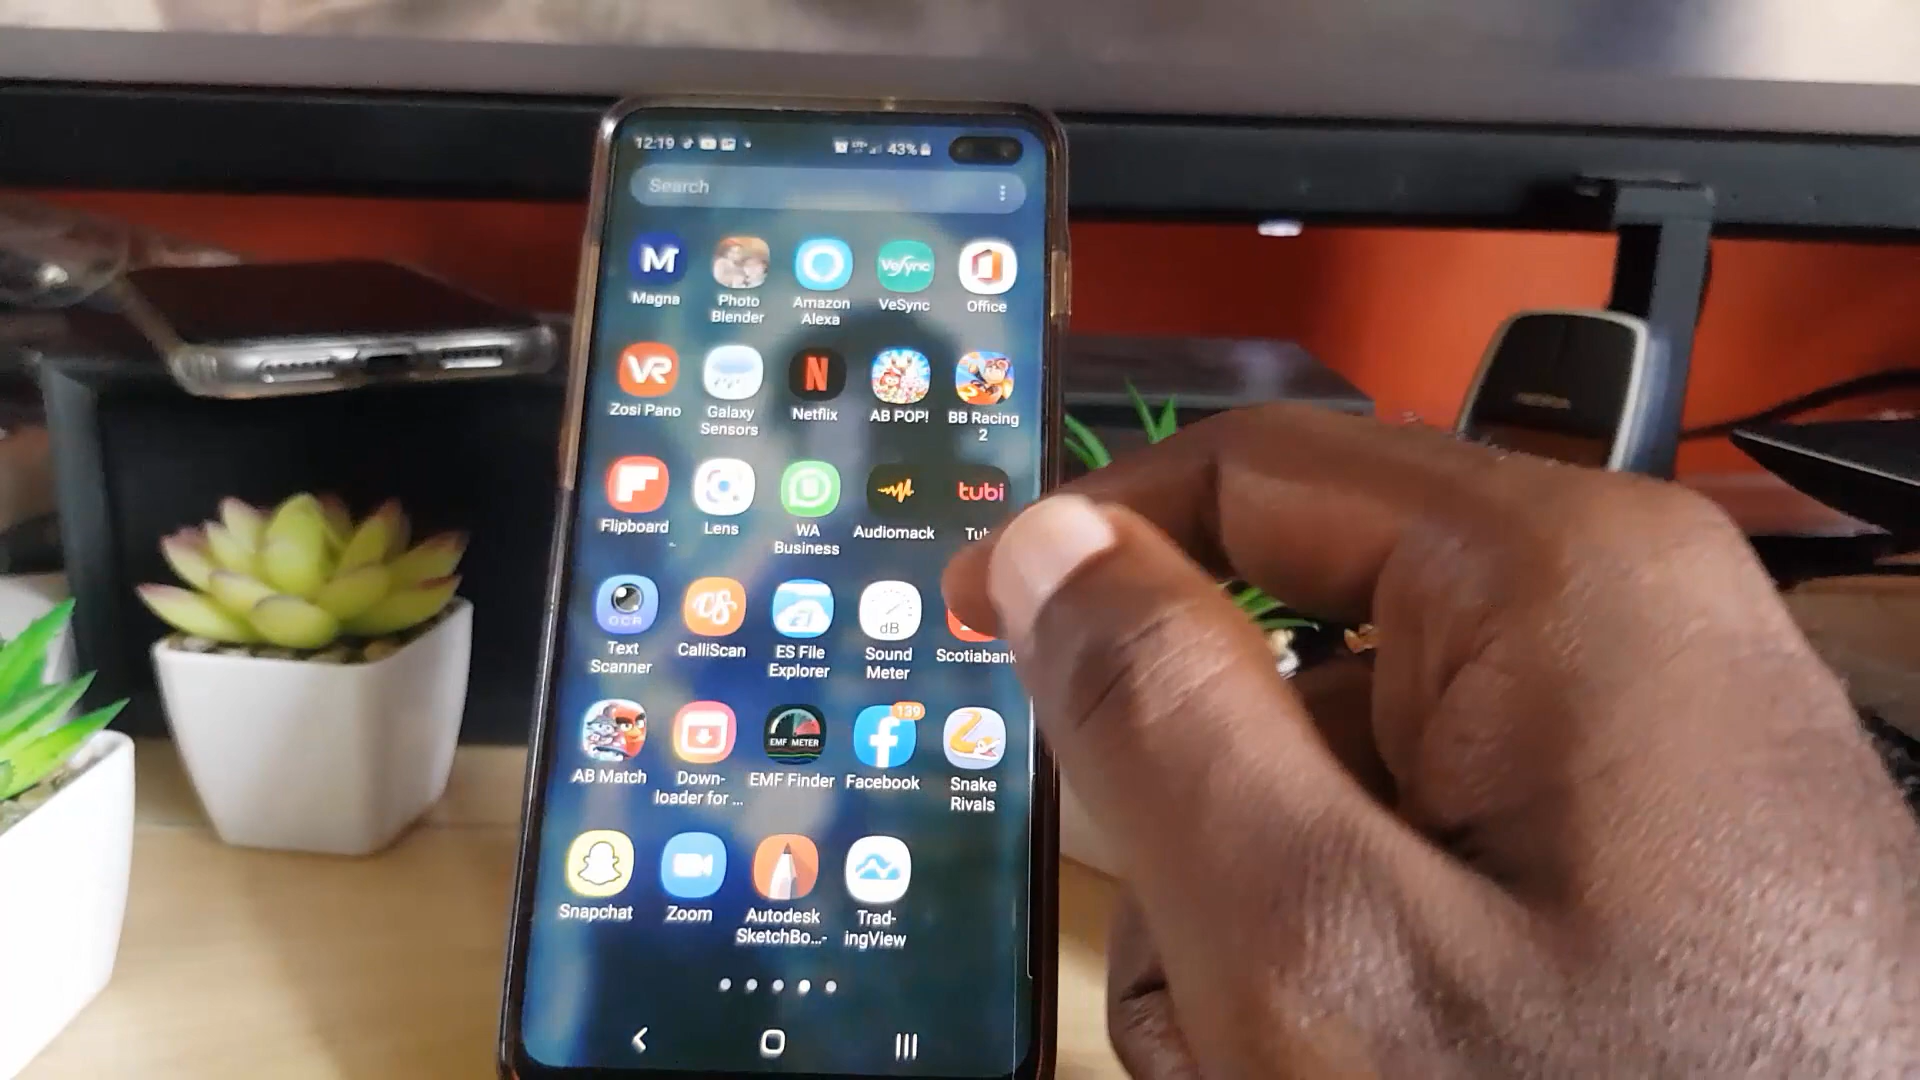 12:19
43%
Search
M
VeSync
Magna
Photo
Blender
Amazon
Alexa
VeSync
Office
VR
N
Zosi Pano
Galaxy
Sensors
Netflix
AB POP!
BB Racing
2
tubi
Flipboard
Lens
WA
Business
Audiomack
OCR
dB
Text
Scanner
CalliScan
ES File
Explorer
Sound
Meter
Scotiabank
139
EMF METER
AB Match
Down-
loader for ...
EMF Finder
Facebook
Snake
Rivals
Snapchat
Zoom
Autodesk
SketchBo...
Trad-
ingView